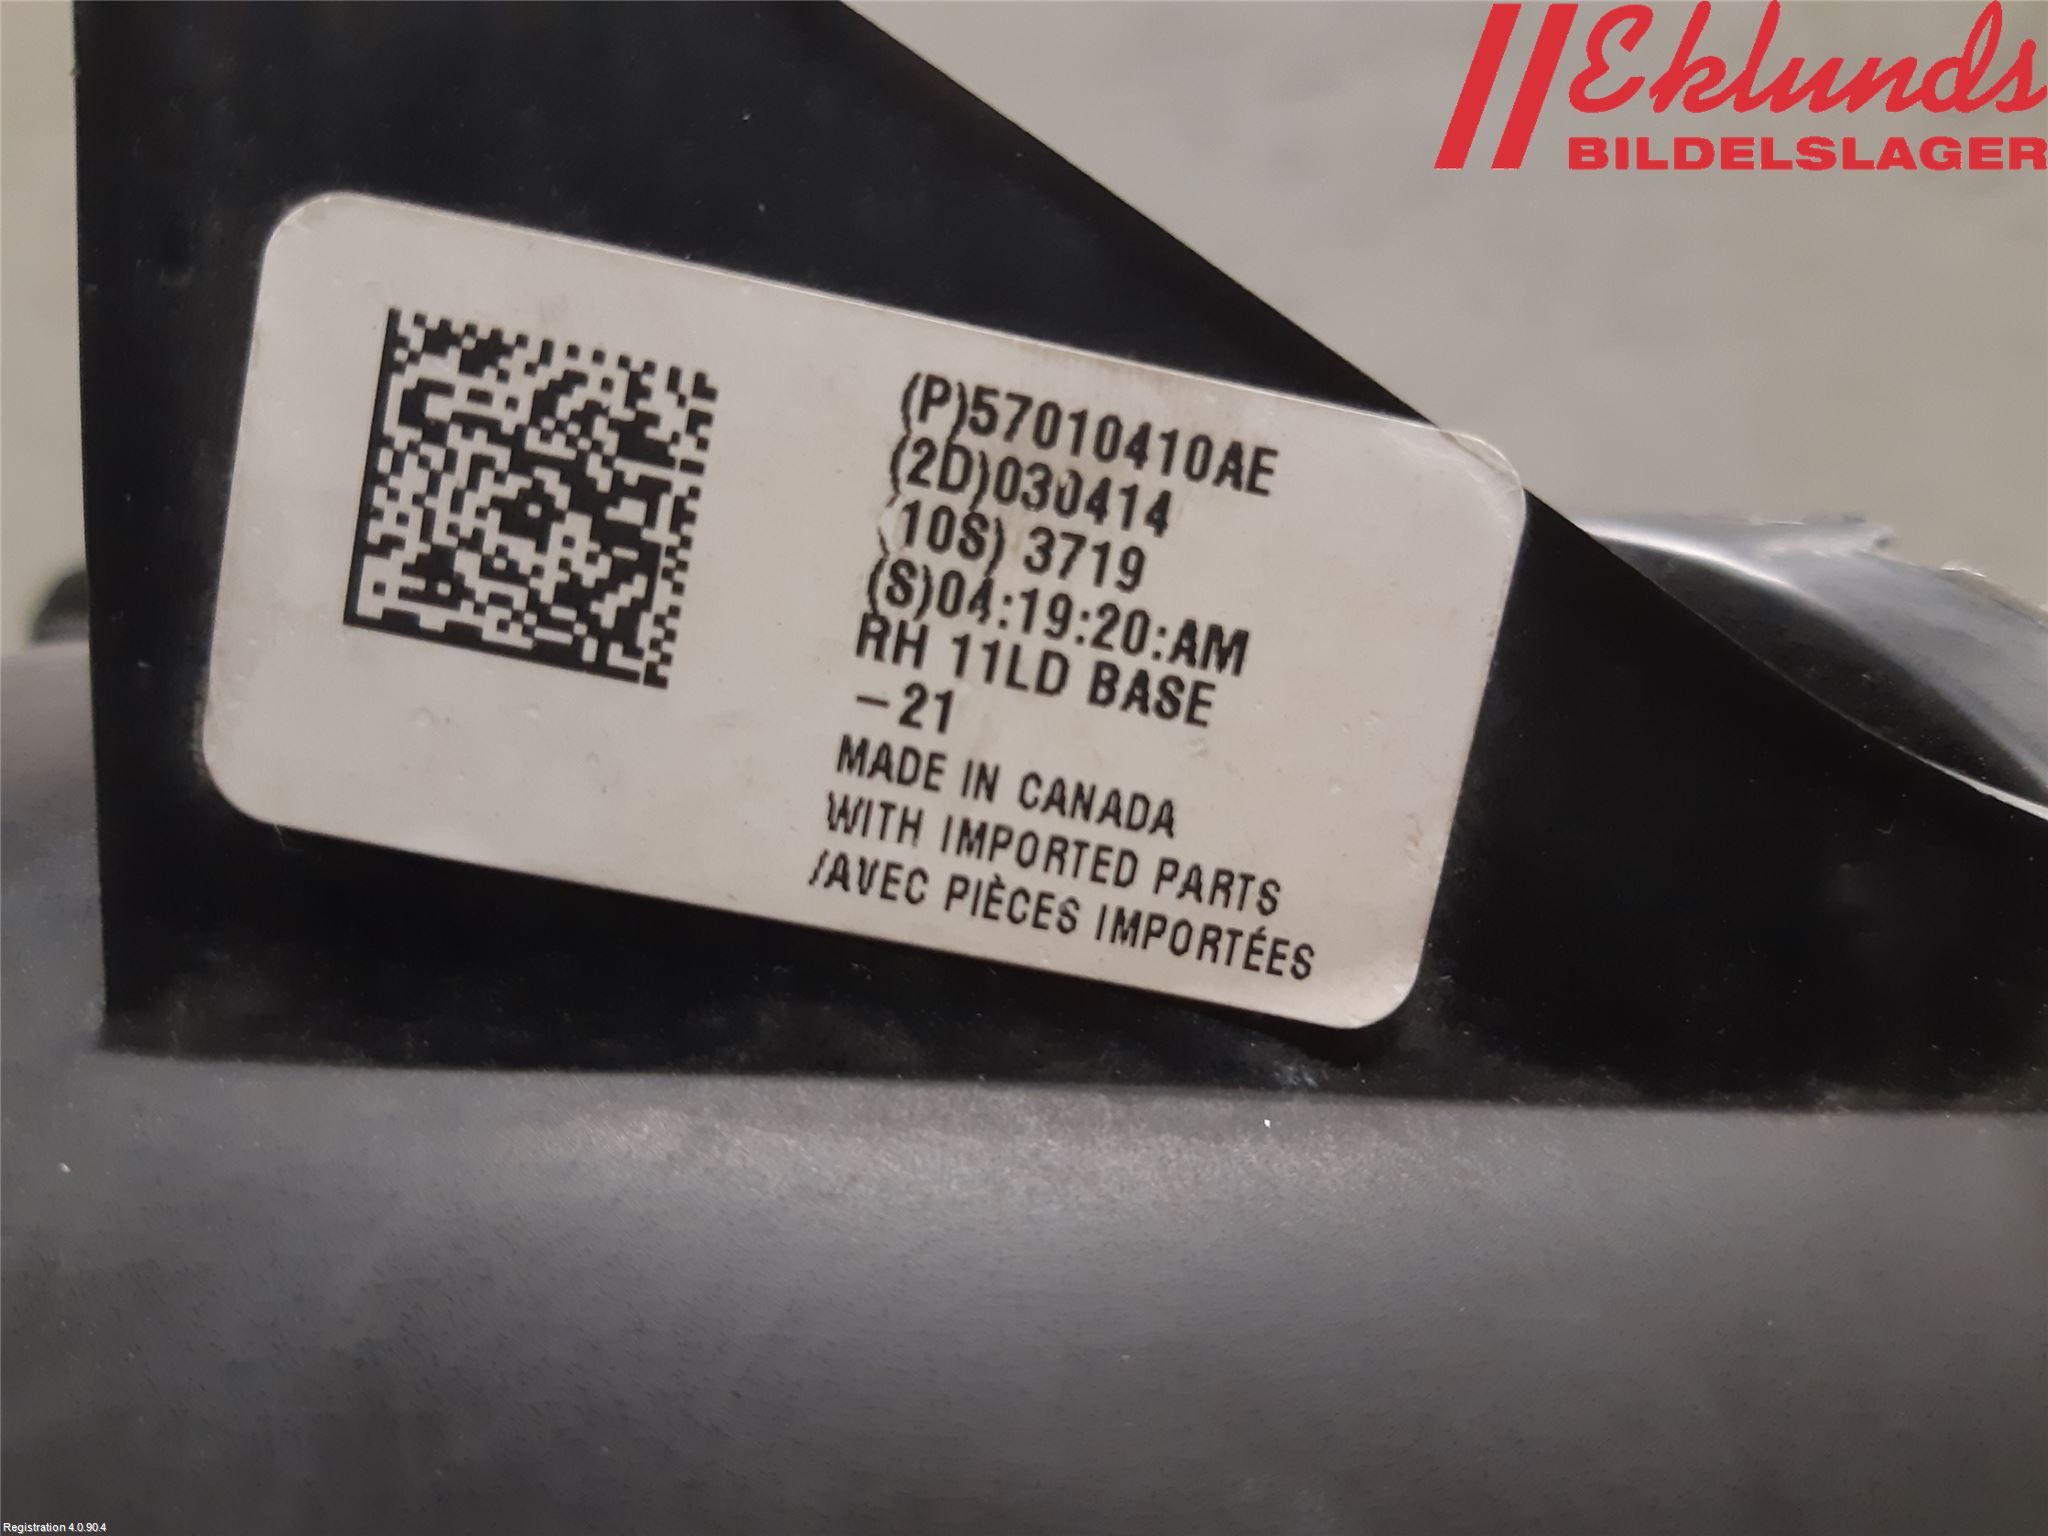 Eklunds
BILDELSLAGER
(P)57010410AE
(2D)030414
(10S) 3719
(S)04:19:20:AM
RH 11LD BASE
-21
MADE IN CANADA
WITH IMPORTED PARTS
/AVEC PIÈCES IMPORTÉES
Registration 4.0.90.4